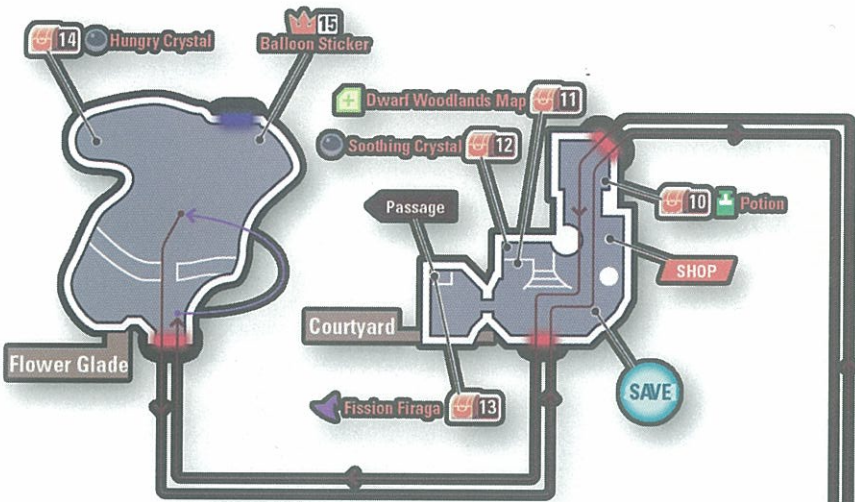 14 Hungry Crystal
15
Balloon Sticker
Dwarf Woodlands Map 11
Soothing Crystal 12
Passage
10 Potion
SHOP
Courtyard
Flower Glade
SAVE
Fission Firaga 13